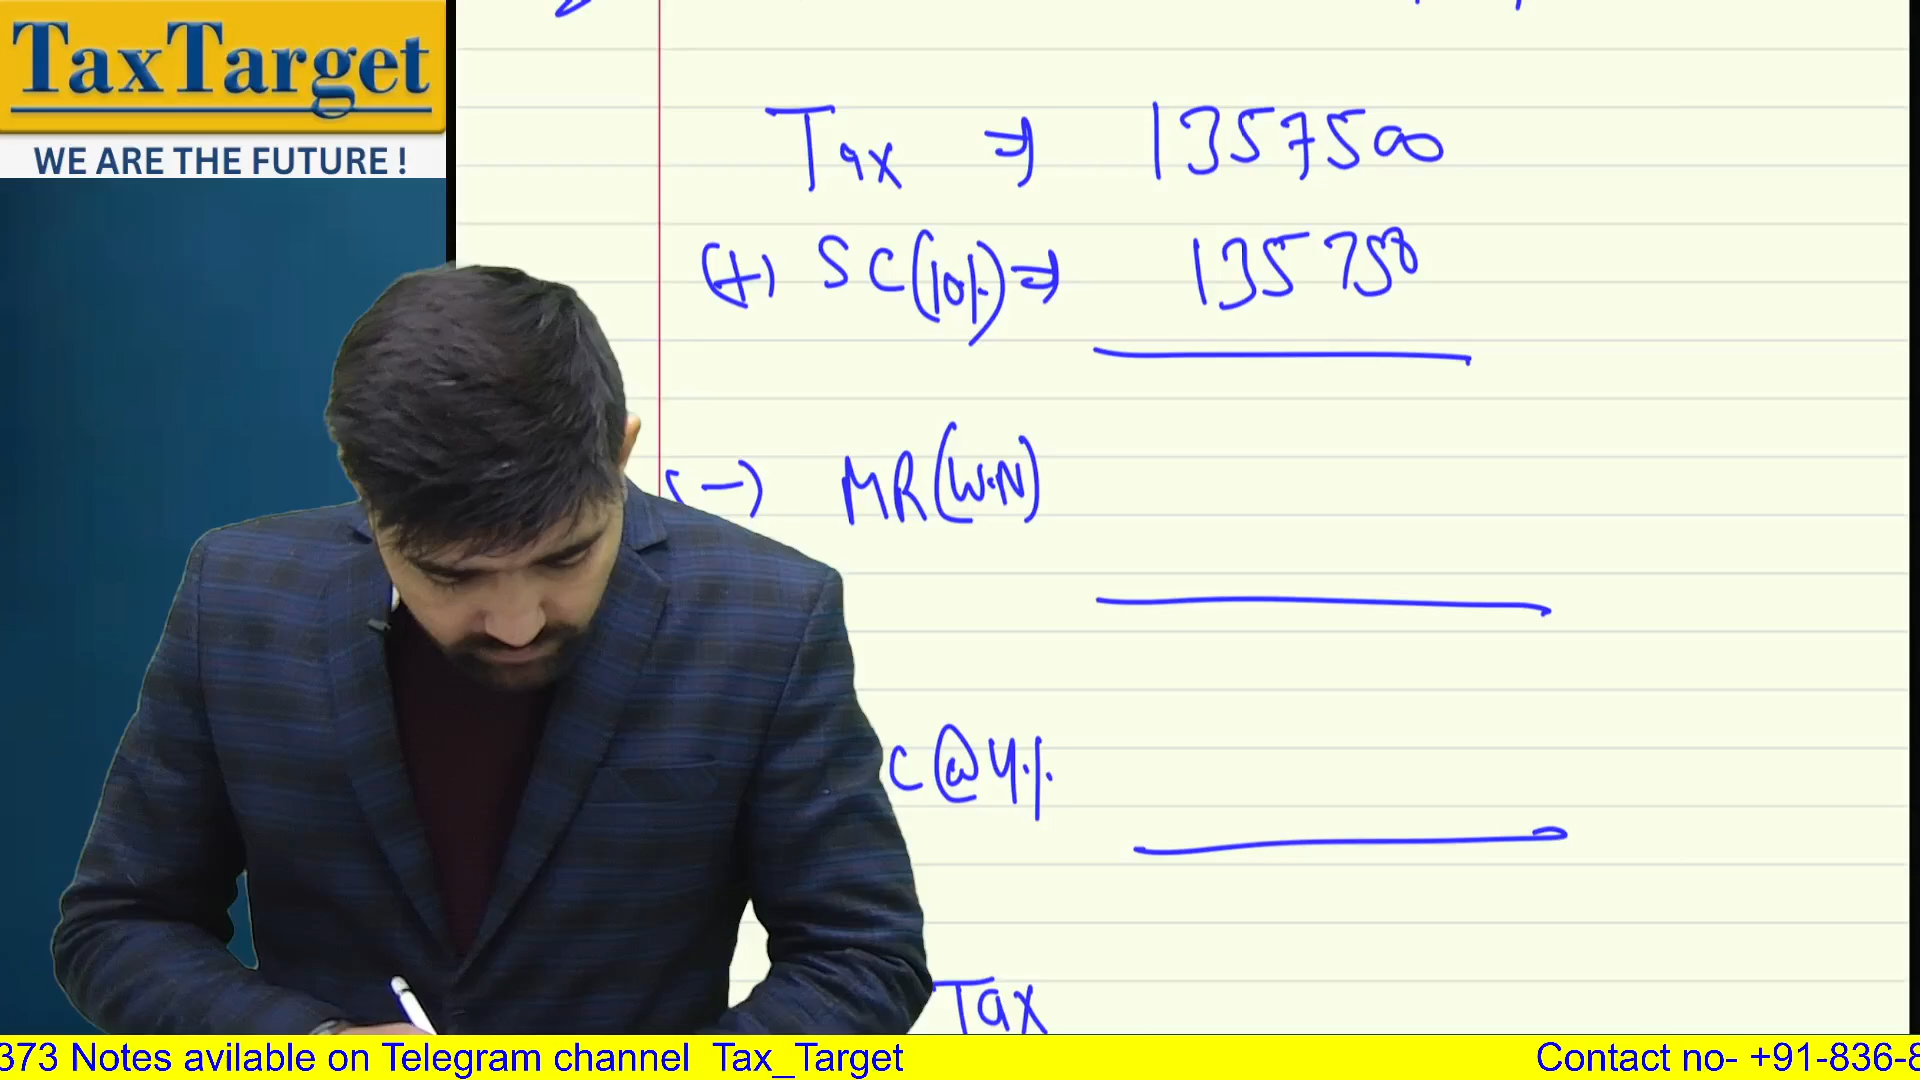 TaxTarget
WE ARE THE FUTURE !
Tax ⇒ 1357500
(+) SC(10%) ⇒ 135750
(-) MR(W.N)
C@4%
Tax
373 Notes avilable on Telegram channel Tax_Target
Contact no- +91-836-8